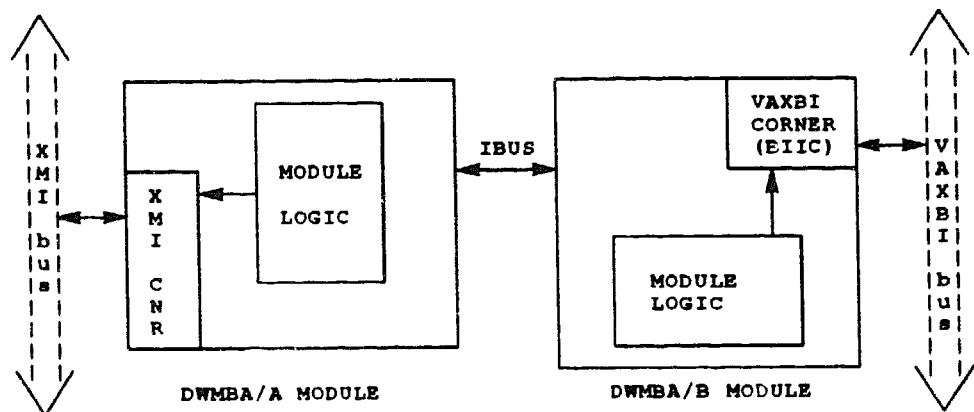 XMI bus
XMI CNR
MODULE
LOGIC
IBUS
VAXBI
CORNER
(BIIC)
MODULE
LOGIC
VAXBI bus
DWMBA/A MODULE
DWMBA/B MODULE